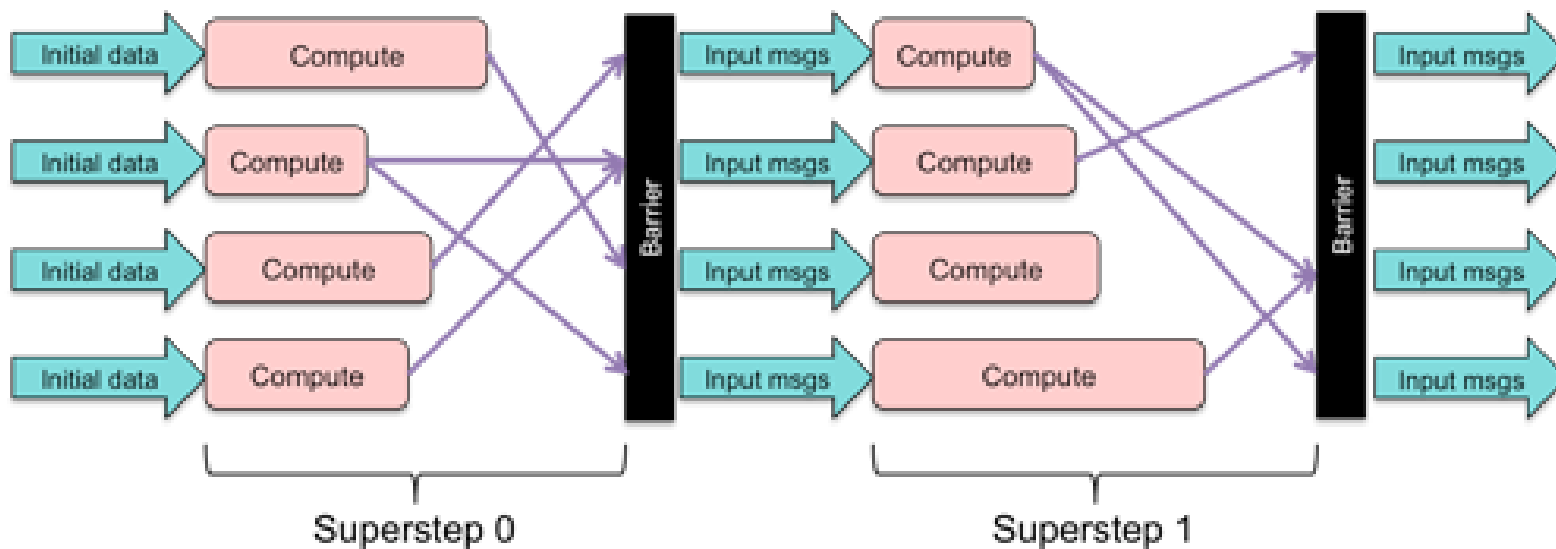 Initial data Compute Input msgs Compute Input msgs
Initial data Compute Input msgs Compute Input msgs
Barrier Barrier
Initial data Compute Input msgs Compute Input msgs
Initial data Compute Input msgs Compute Input msgs
Superstep 0 Superstep 1